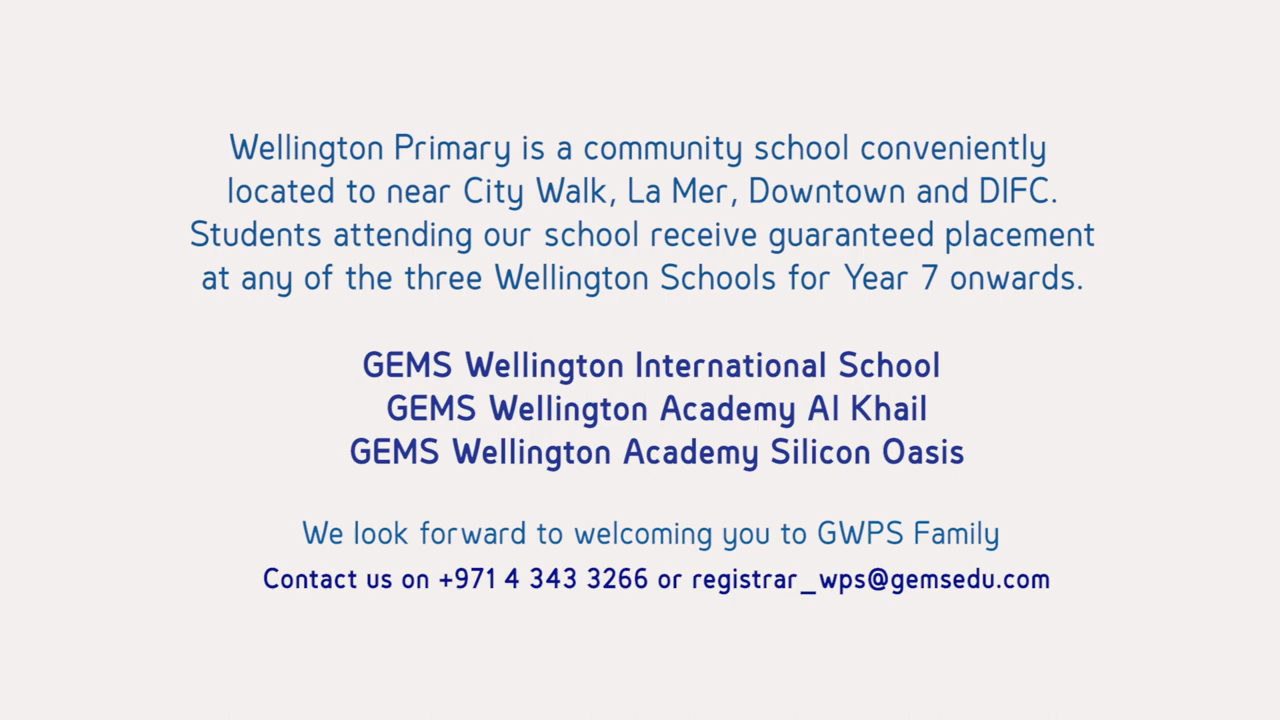 Wellington Primary is a community school conveniently
located to near City Walk, La Mer, Downtown and DIFC.
Students attending our school receive guaranteed placement
at any of the three Wellington Schools for Year 7 onwards.
GEMS Wellington International School
GEMS Wellington Academy Al Khail
GEMS Wellington Academy Silicon Oasis
We look forward to welcoming you to GWPS Family
Contact us on +971 4 343 3266 or registrar_wps@gemsedu.com